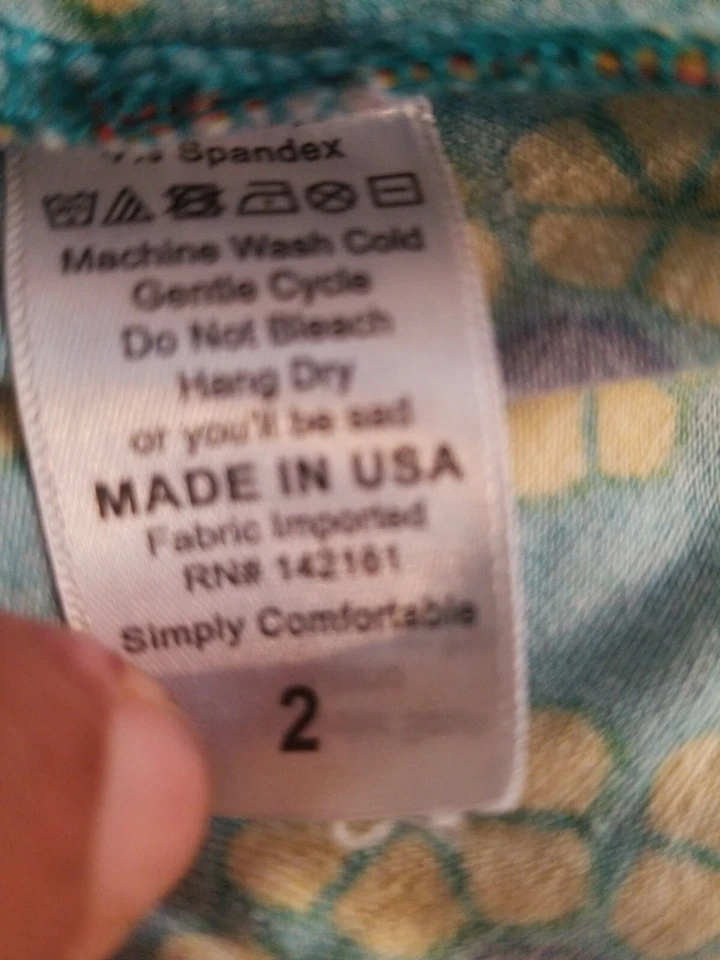 Spandex
Machine Wash Cold
Gentle Cycle
Do Not Bleach
Hang Dry
or you'll be sad
MADE IN USA
Fabric Imported
RN# 142161
Simply Comfortable
2